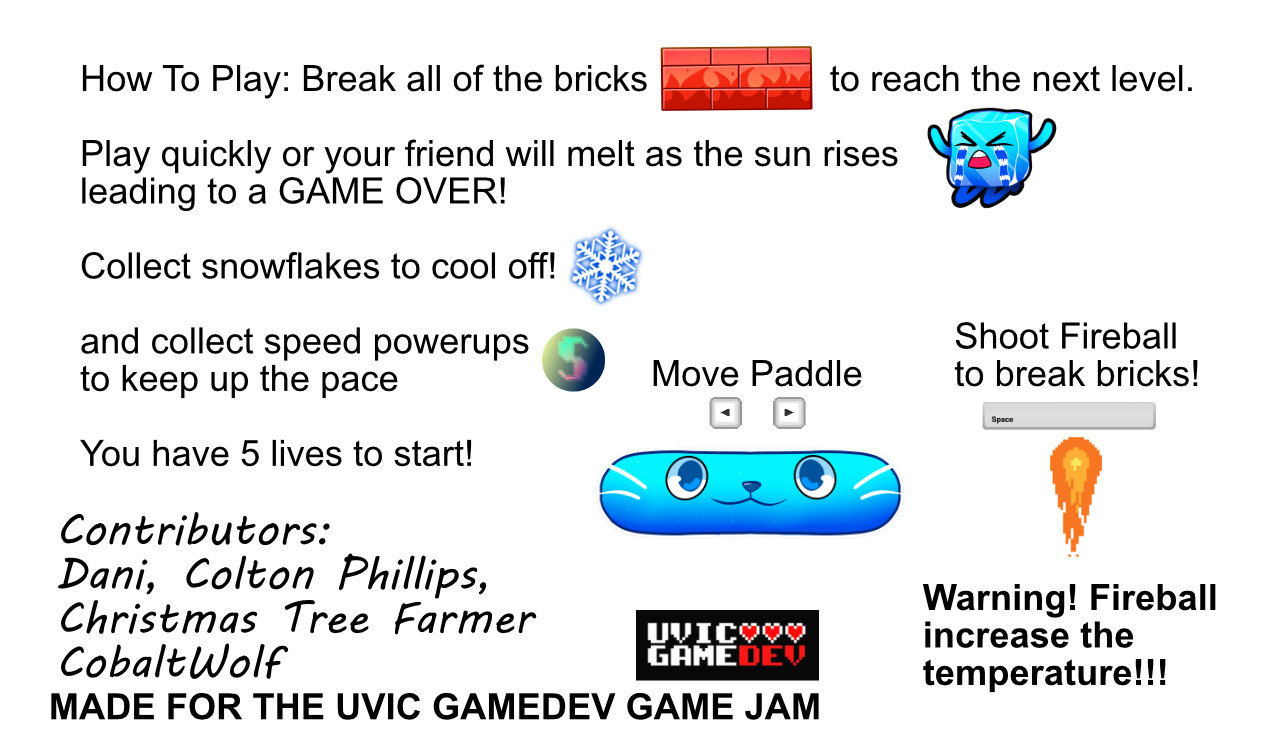 How To Play: Break all of the bricks to reach the next level.
Play quickly or your friend will melt as the sun rises
leading to a GAME OVER!
Collect snowflakes to cool off!
and collect speed powerups
to keep up the pace
S
You have 5 lives to start!
Move Paddle
Shoot Fireball
to break bricks!
Space
Warning! Fireball
increase the
temperature!!!
Contributors:
Dani, Colton Phillips,
Christmas Tree Farmer
CobaltWolf
UVIC
GAMEDEV
MADE FOR THE UVIC GAMEDEV GAME JAM